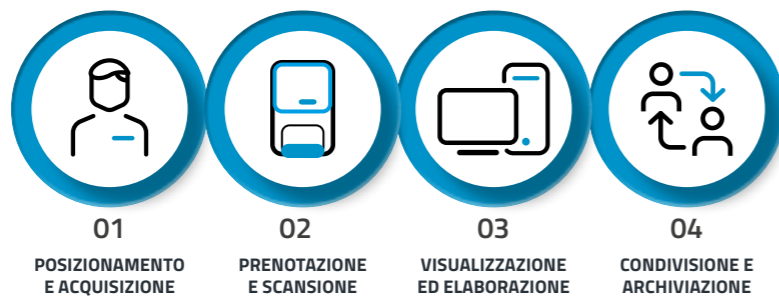 01
POSIZIONAMENTO
E ACQUISIZIONE
02
PRENOTAZIONE
E SCANSIONE
03
VISUALIZZAZIONE
ED ELABORAZIONE
04
CONDIVISIONE E
ARCHIVIAZIONE